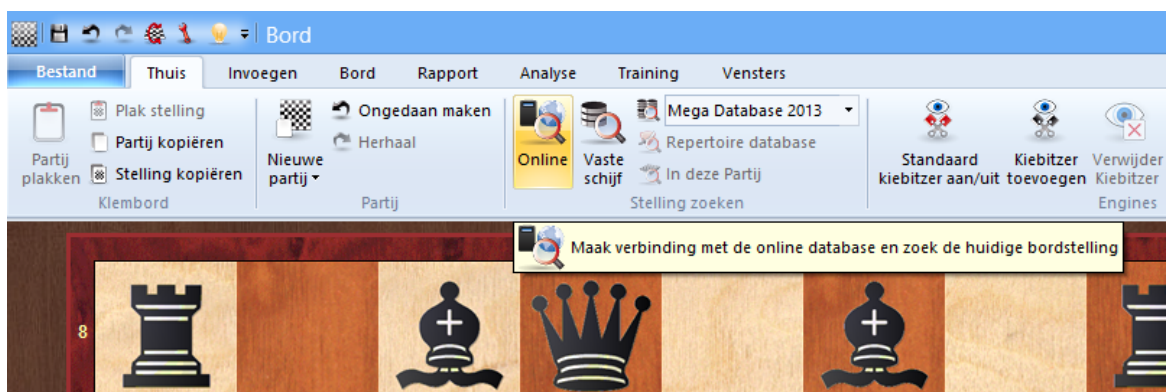 Bord
Bestand Thuis Invoegen Bord Rapport Analyse Training Vensters
Partij plakken
Plak stelling
Partij kopiëren
Stelling kopiëren
Klembord
Nieuwe partij
Ongedaan maken
Herhaal
Partij
Online
Vaste schijf
Mega Database 2013
Repertoire database
In deze Partij
Stelling zoeken
Standaard kiebitzer aan/uit
Kiebitzer toevoegen
Verwijder Kiebitzer
Engines
Maak verbinding met de online database en zoek de huidige bordstelling
8